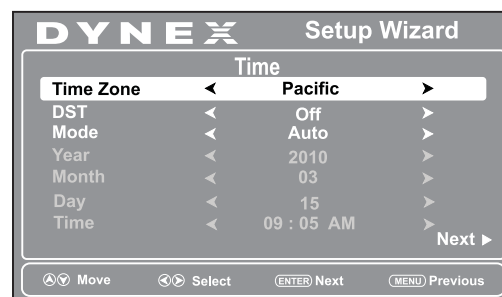 DYNEX Setup Wizard
Time
Time Zone Pacific
DST Off
Mode Auto
Year 2010
Month 03
Day 15
Time 09 : 05 AM
Next
Move Select ENTER Next MENU Previous